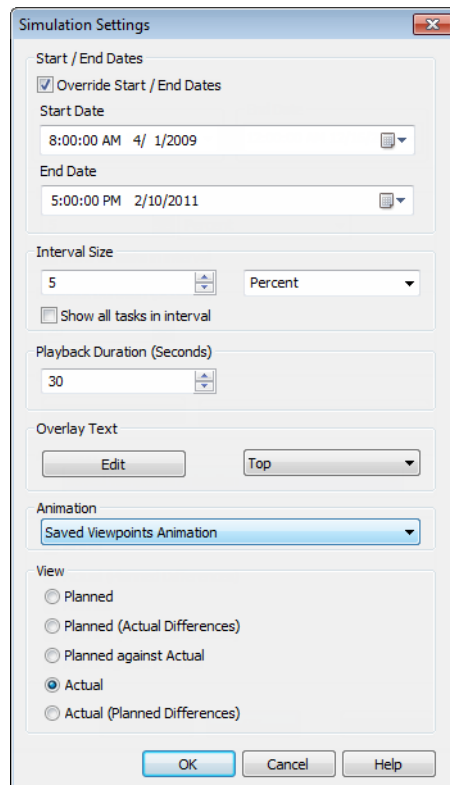 Simulation Settings
Start / End Dates
Override Start / End Dates
Start Date
8:00:00 AM 4/ 1/2009
End Date
5:00:00 PM 2/10/2011
Interval Size
5 Percent
Show all tasks in interval
Playback Duration (Seconds)
30
Overlay Text
Edit Top
Animation
Saved Viewpoints Animation
View
Planned
Planned (Actual Differences)
Planned against Actual
Actual
Actual (Planned Differences)
OK Cancel Help